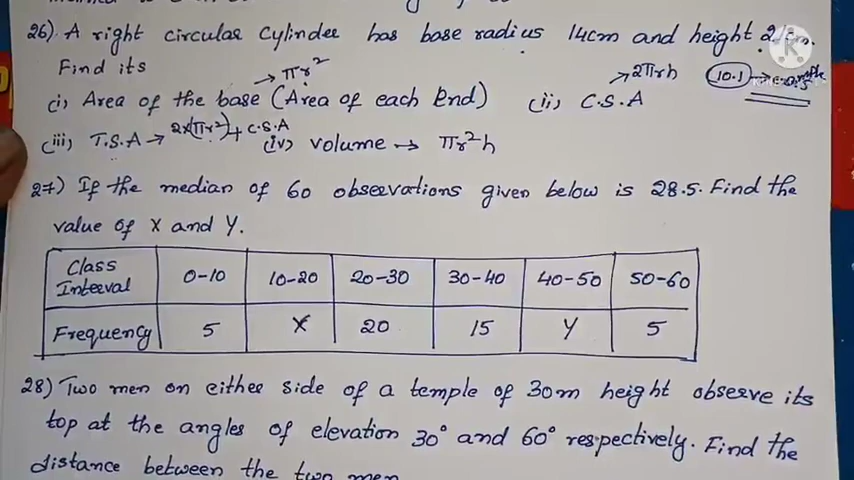 26) A right circular cylinder has base radius 14cm and height
Find its → πr²
(i) Area of the base (Area of each End) (ii) C.S.A → 2πrh 10.1 →
(iii) T.S.A → 2×(πr²) + C.S.A (iv) volume → πr²h
27) If the median of 60 observations given below is 28.5. Find the
value of X and Y.
Class Interval 0-10 10-20 20-30 30-40 40-50 50-60
Frequency 5 X 20 15 Y 5
28) Two men on either side of a temple of 30m height observe its
top at the angles of elevation 30° and 60° respectively. Find the
distance between the two men